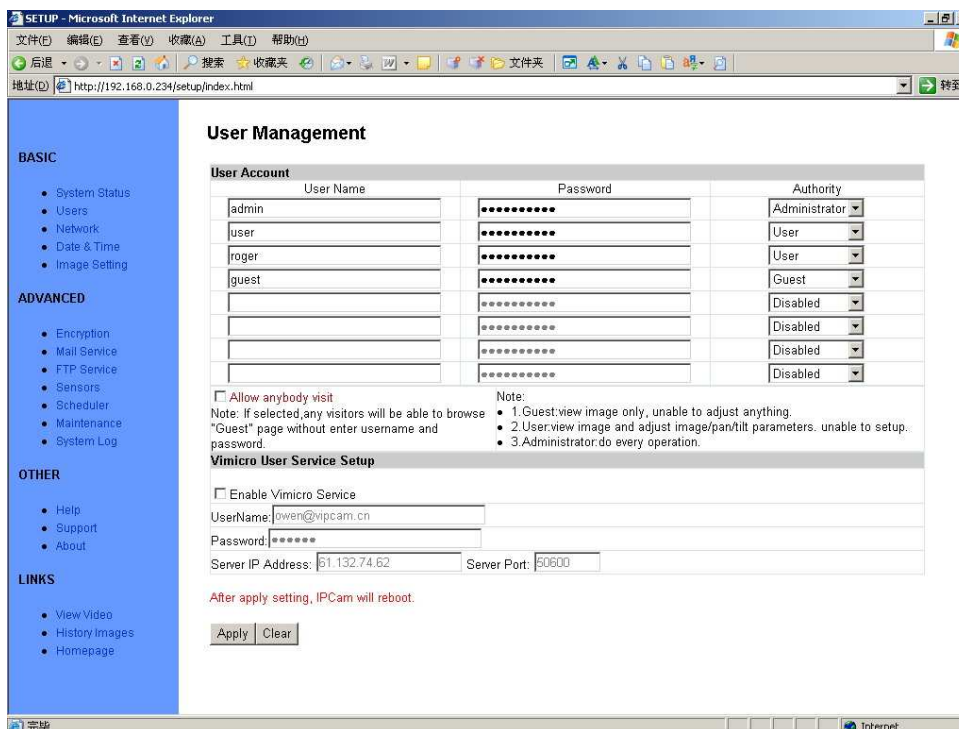 SETUP - Microsoft Internet Explorer
文件(F) 编辑(E) 查看(V) 收藏(A) 工具(T) 帮助(H)
后退 搜索 收藏夹 文件夹
地址(D) http://192.168.0.234/setup/index.html 转到
User Management
BASIC
System Status
Users
Network
Date & Time
Image Setting
ADVANCED
Encryption
Mail Service
FTP Service
Sensors
Scheduler
Maintenance
System Log
OTHER
Help
Support
About
LINKS
View Video
History Images
Homepage
User Account
User Name Password Authority
admin •••••••••• Administrator
user •••••••••• User
roger •••••••••• User
guest •••••••••• Guest
•••••••••• Disabled
•••••••••• Disabled
•••••••••• Disabled
•••••••••• Disabled
Allow anybody visit
Note: If selected,any visitors will be able to browse
"Guest" page without enter username and
password.
Note:
1.Guest:view image only, unable to adjust anything.
2.User:view image and adjust image/pan/tilt parameters. unable to setup.
3.Administrator:do every operation.
Vimicro User Service Setup
Enable Vimicro Service
UserName: owen@vipcam.cn
Password: ••••••
Server IP Address: 61.132.74.62 Server Port: 50600
After apply setting, IPCam will reboot.
Apply Clear
完毕 Internet